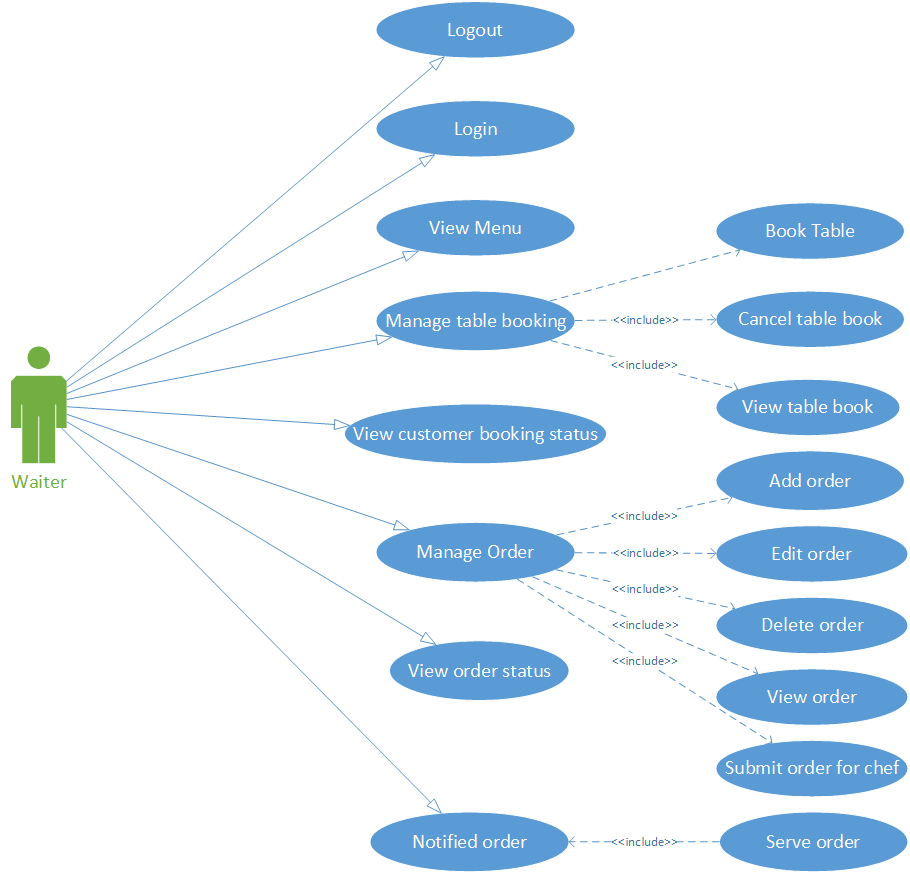 Logout
Login
View Menu
Book Table
Manage table booking
<<include>>
Cancel table book
<<include>>
View table book
View customer booking status
Waiter
Add order
<<include>>
Manage Order
<<include>>
Edit order
<<include>>
Delete order
<<include>>
<<include>>
View order status
View order
Submit order for chef
Notified order
<<include>>
Serve order